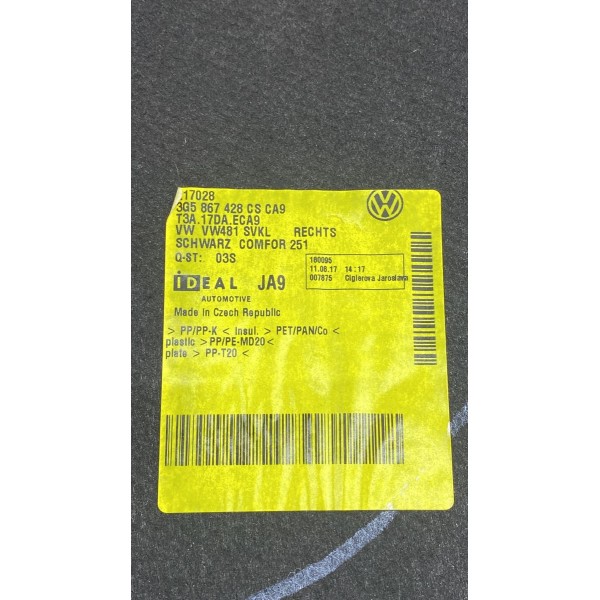 17028
3G5 867 428 CS CA9
T3A.17DA.ECA9
VW VW481 SVKL RECHTS
SCHWARZ COMFOR 251
Q-ST: 03S
160095
11.08.17 14:17
007875 Ciglerova Jaroslava
iDEAL JA9
AUTOMOTIVE
Made in Czech Republic
> PP/PP-K < insul. > PET/PAN/Co <
plastic > PP/PE-MD20 <
plate > PP-T20 <